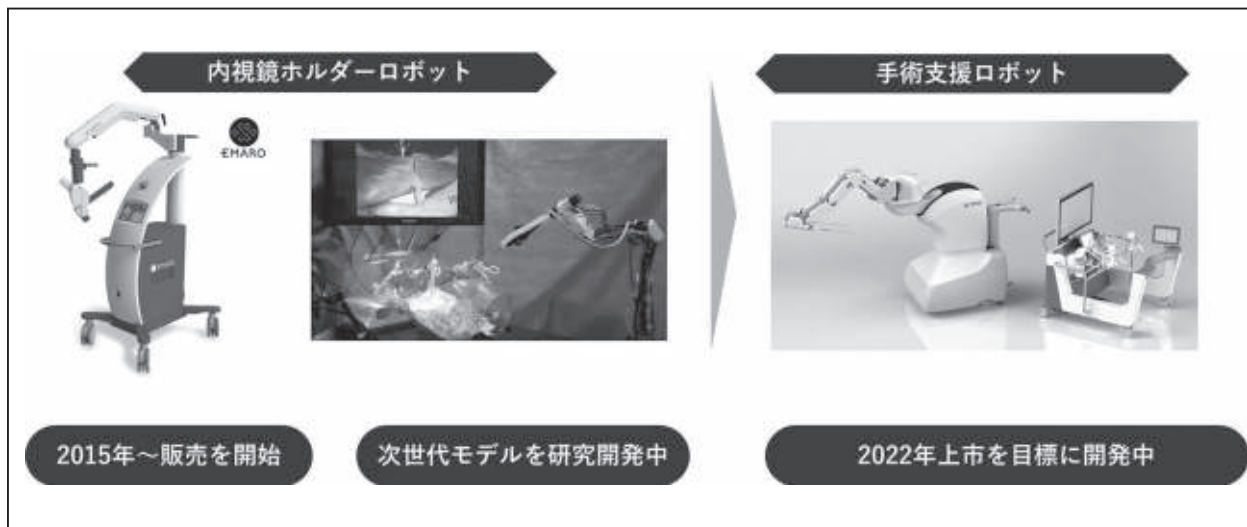 内視鏡ホルダーロボット
手術支援ロボット
EMARO
2015年～販売を開始
次世代モデルを研究開発中
2022年上市を目標に開発中